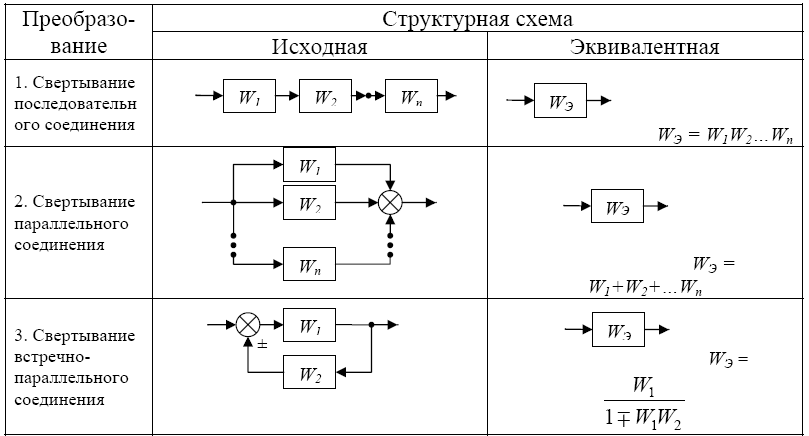 Преобразо-
вание
Структурная схема
Исходная
Эквивалентная
1. Свертывание
последовательн
ого соединения
W1 W2 Wn
WЭ
WЭ = W1W2…Wn
2. Свертывание
параллельного
соединения
W1
W2
Wn
WЭ
WЭ =
W1+W2+…Wn
3. Свертывание
встречно-
параллельного
соединения
W1
±
W2
WЭ
WЭ =
W1
1∓W1W2